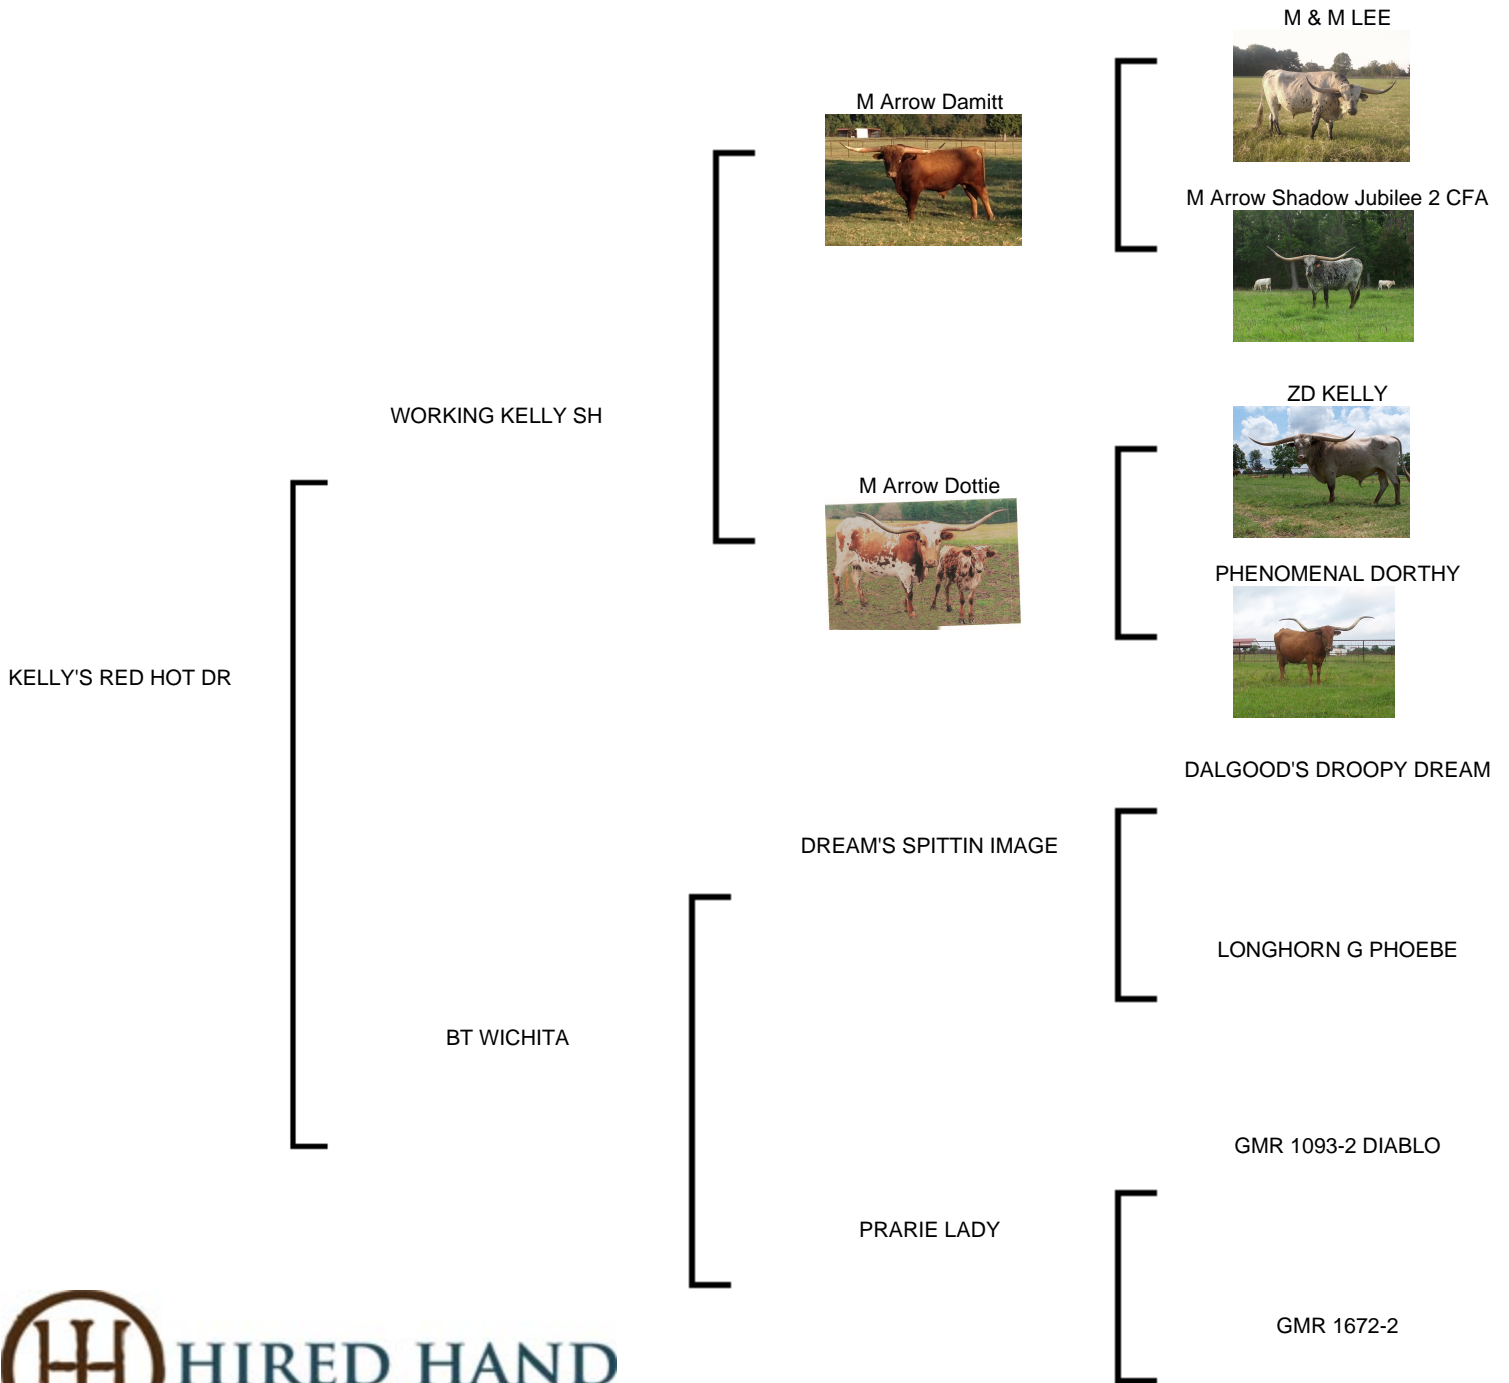 M & M LEE
M Arrow Damitt
M Arrow Shadow Jubilee 2 CFA
ZD KELLY
WORKING KELLY SH
M Arrow Dottie
PHENOMENAL DORTHY
KELLY'S RED HOT DR
DALGOOD'S DROOPY DREAM
DREAM'S SPITTIN IMAGE
LONGHORN G PHOEBE
BT WICHITA
GMR 1093-2 DIABLO
PRARIE LADY
GMR 1672-2
HIRED HAND